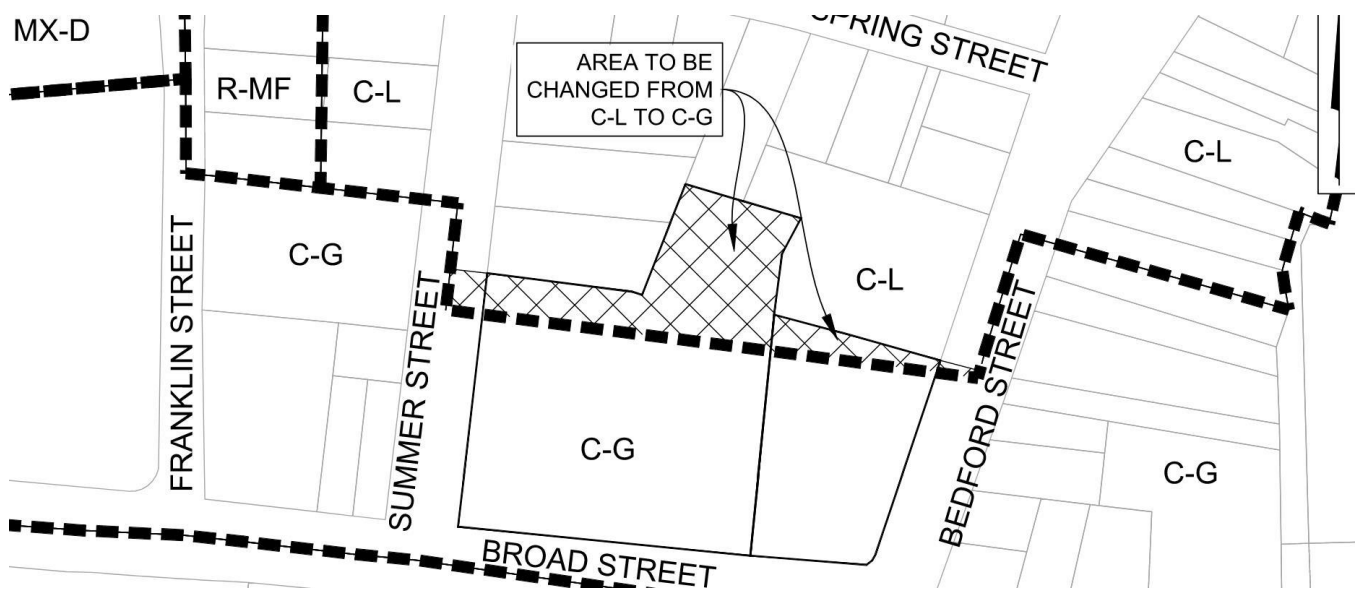 MX-D
SPRING STREET
AREA TO BE
CHANGED FROM
C-L TO C-G
R-MF
C-L
C-L
C-G
C-L
FRANKLIN STREET
SUMMER STREET
BEDFORD STREET
C-G
C-G
BROAD STREET